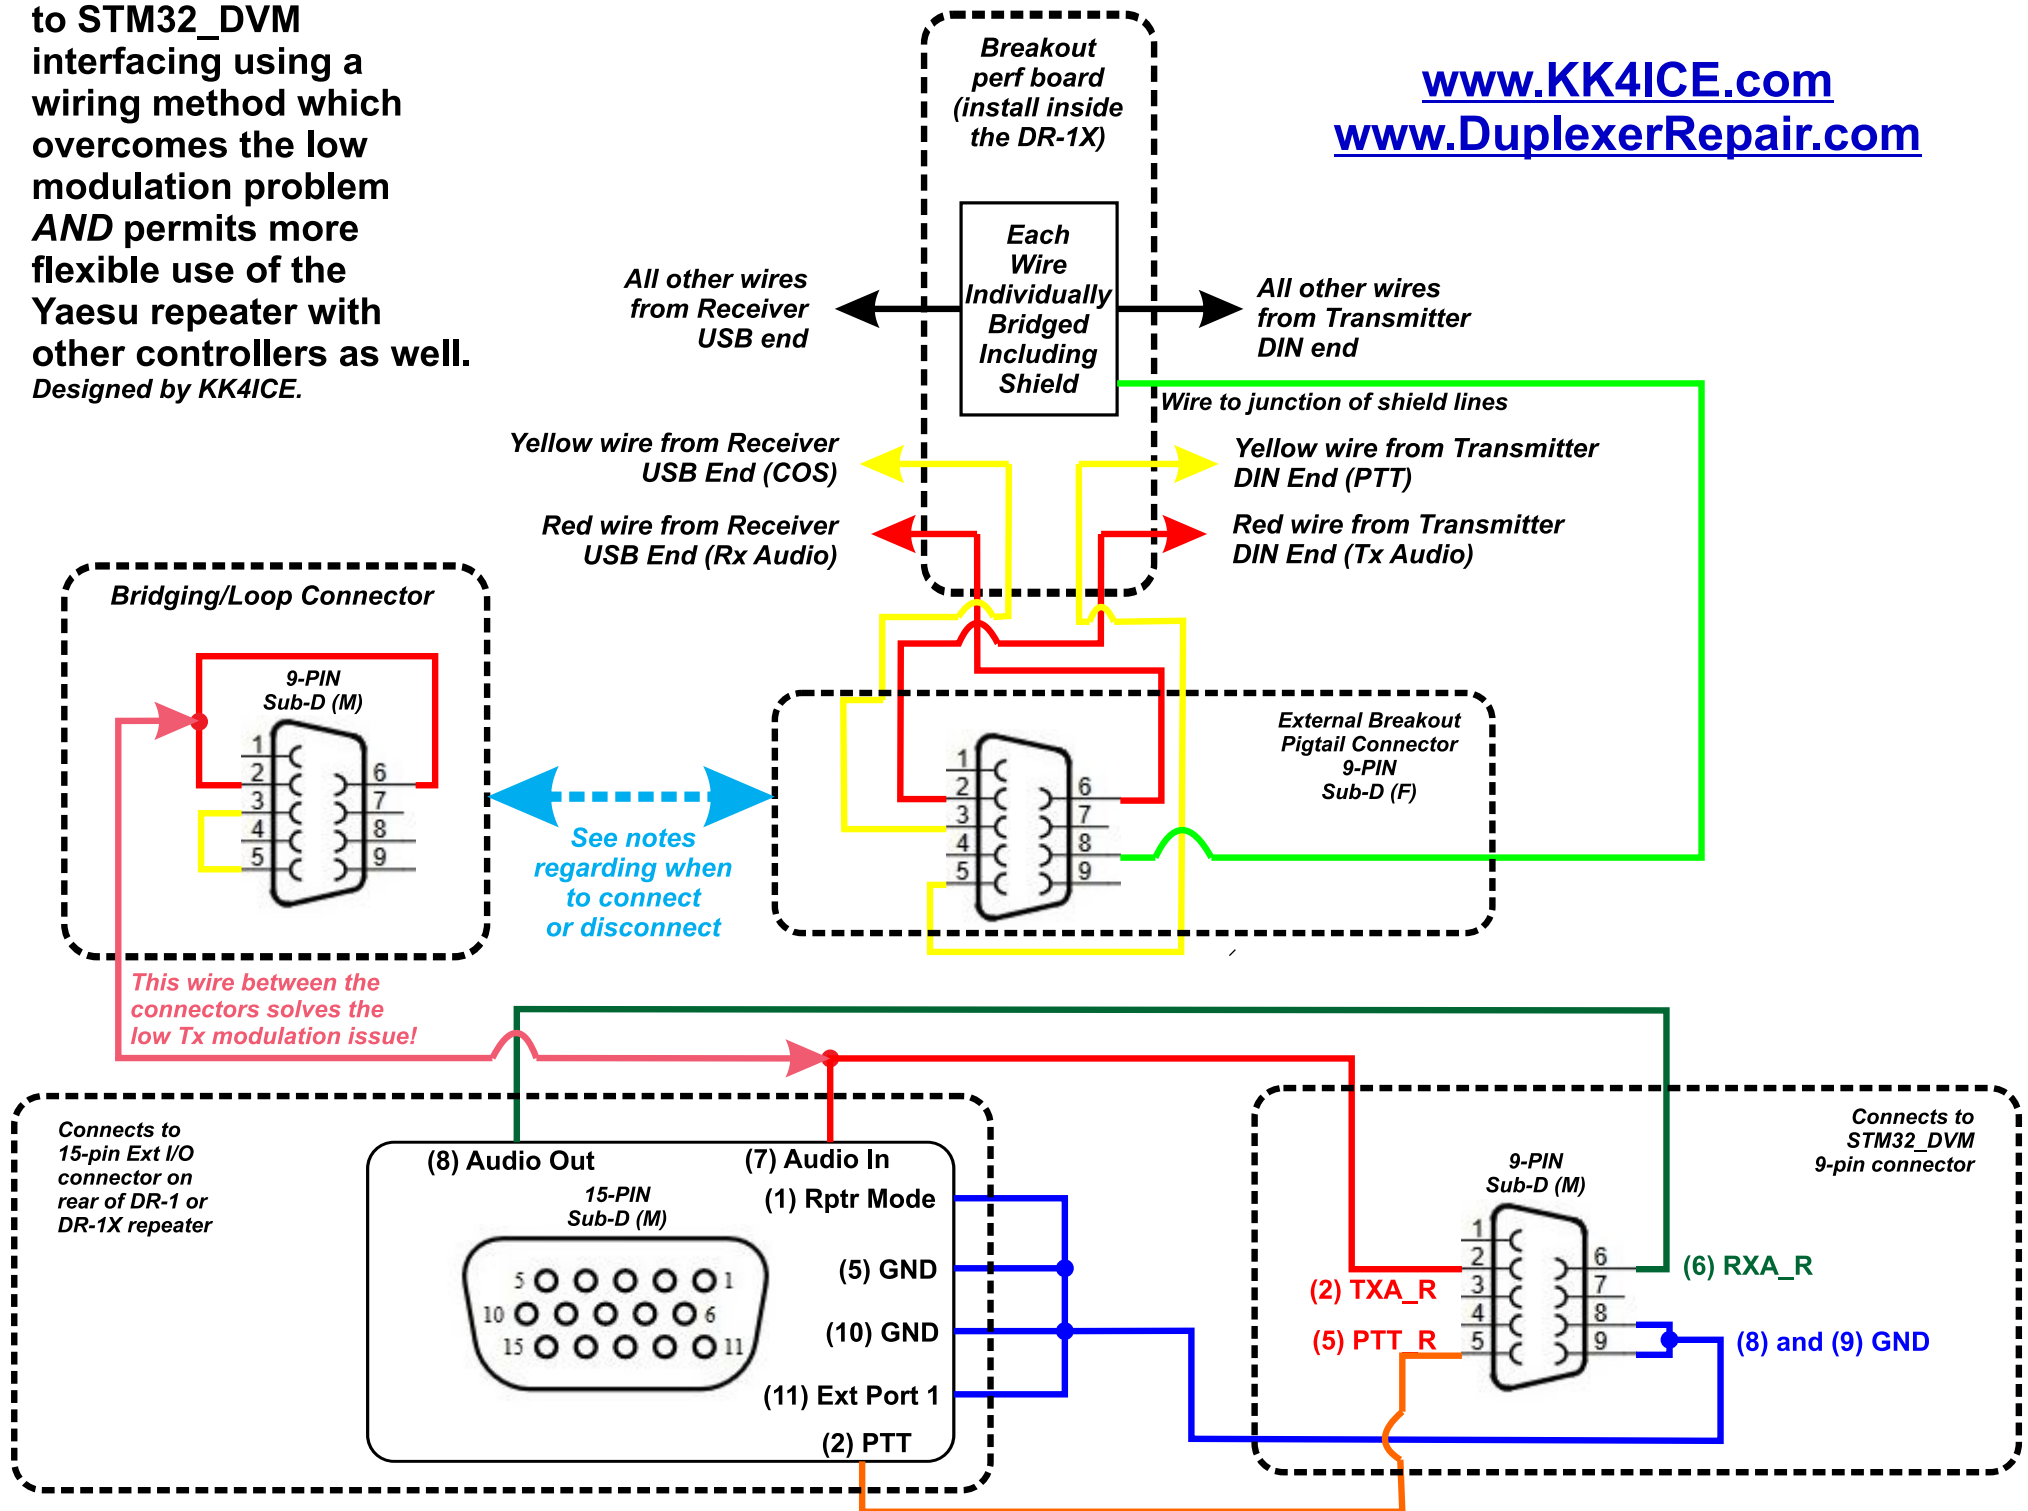 to STM32_DVM
interfacing using a
wiring method which
overcomes the low
modulation problem
AND permits more
flexible use of the
Yaesu repeater with
other controllers as well.
Designed by KK4ICE.
Breakout
perf board
(install inside
the DR-1X)
www.KK4ICE.com
www.DuplexerRepair.com
Each
Wire
Individually
Bridged
Including
Shield
All other wires
from Receiver
USB end
All other wires
from Transmitter
DIN end
Wire to junction of shield lines
Yellow wire from Receiver
USB End (COS)
Yellow wire from Transmitter
DIN End (PTT)
Red wire from Receiver
USB End (Rx Audio)
Red wire from Transmitter
DIN End (Tx Audio)
Bridging/Loop Connector
9-PIN
Sub-D (M)
1
2
3
4
5
6
7
8
9
See notes
regarding when
to connect
or disconnect
External Breakout
Pigtail Connector
9-PIN
Sub-D (F)
1
2
3
4
5
6
7
8
9
This wire between the
connectors solves the
low Tx modulation issue!
Connects to
15-pin Ext I/O
connector on
rear of DR-1 or
DR-1X repeater
(8) Audio Out
(7) Audio In
15-PIN
Sub-D (M)
(1) Rptr Mode
(5) GND
(10) GND
(11) Ext Port 1
(2) PTT
5 1
10 6
15 11
Connects to
STM32_DVM
9-pin connector
9-PIN
Sub-D (M)
1
2
3
4
5
6
7
8
9
(2) TXA_R
(5) PTT_R
(6) RXA_R
(8) and (9) GND